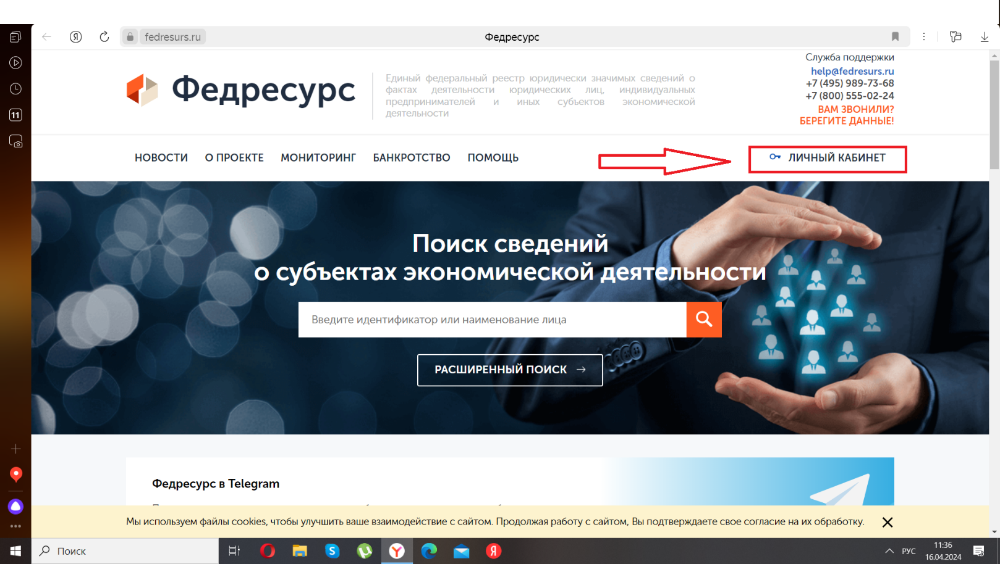 fedresurs.ru
Федресурс
Федресурс
Единый федеральный реестр юридически значимых сведений о
фактах деятельности юридических лиц, индивидуальных
предпринимателей и иных субъектов экономической
деятельности
Служба поддержки
help@fedresurs.ru
+7 (495) 989-73-68
+7 (800) 555-02-24
ВАМ ЗВОНИЛИ?
БЕРЕГИТЕ ДАННЫЕ!
11
НОВОСТИ О ПРОЕКТЕ МОНИТОРИНГ БАНКРОТСТВО ПОМОЩЬ ЛИЧНЫЙ КАБИНЕТ
Поиск сведений
о субъектах экономической деятельности
Введите идентификатор или наименование лица
РАСШИРЕННЫЙ ПОИСК →
Федресурс в Telegram
Мы используем файлы cookies, чтобы улучшить ваше взаимодействие с сайтом. Продолжая работу с сайтом, Вы подтверждаете свое согласие на их обработку.
Поиск
РУС
11:36
16.04.2024